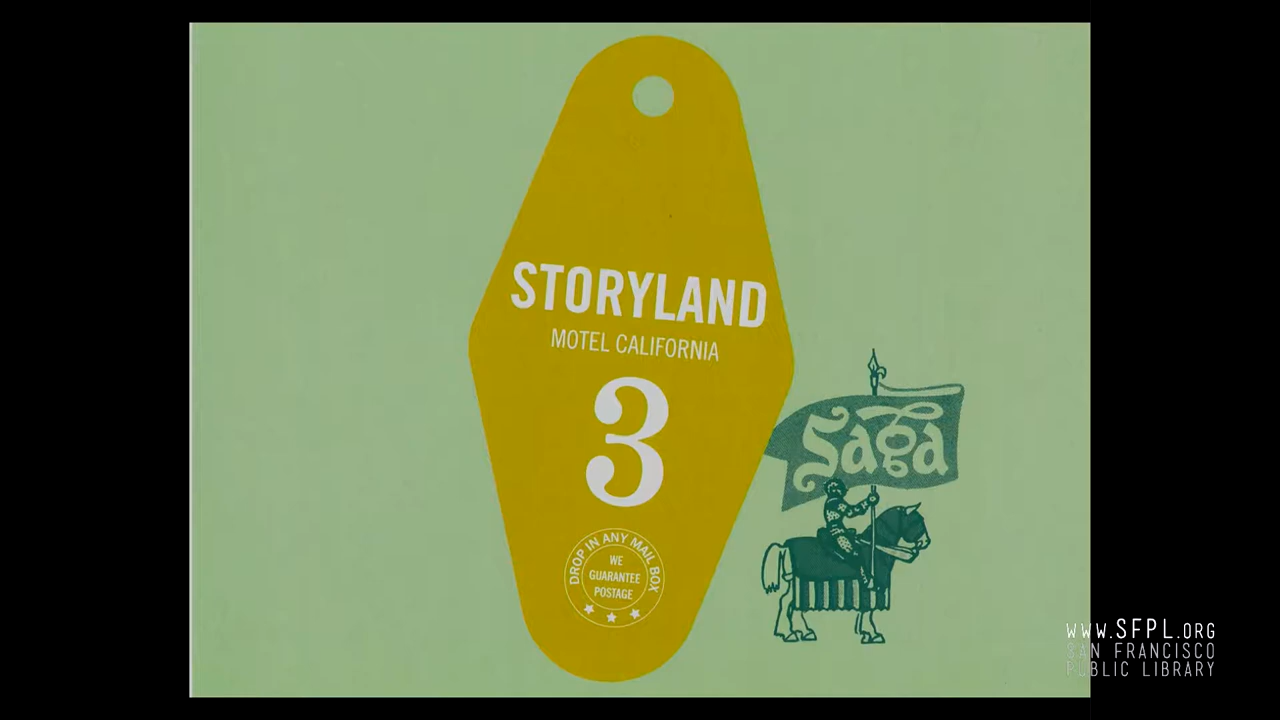 STORYLAND
MOTEL CALIFORNIA
3
DROP IN ANY MAIL BOX
WE
GUARANTEE
POSTAGE
Saga
WWW.SFPL.ORG
SAN FRANCISCO
PUBLIC LIBRARY